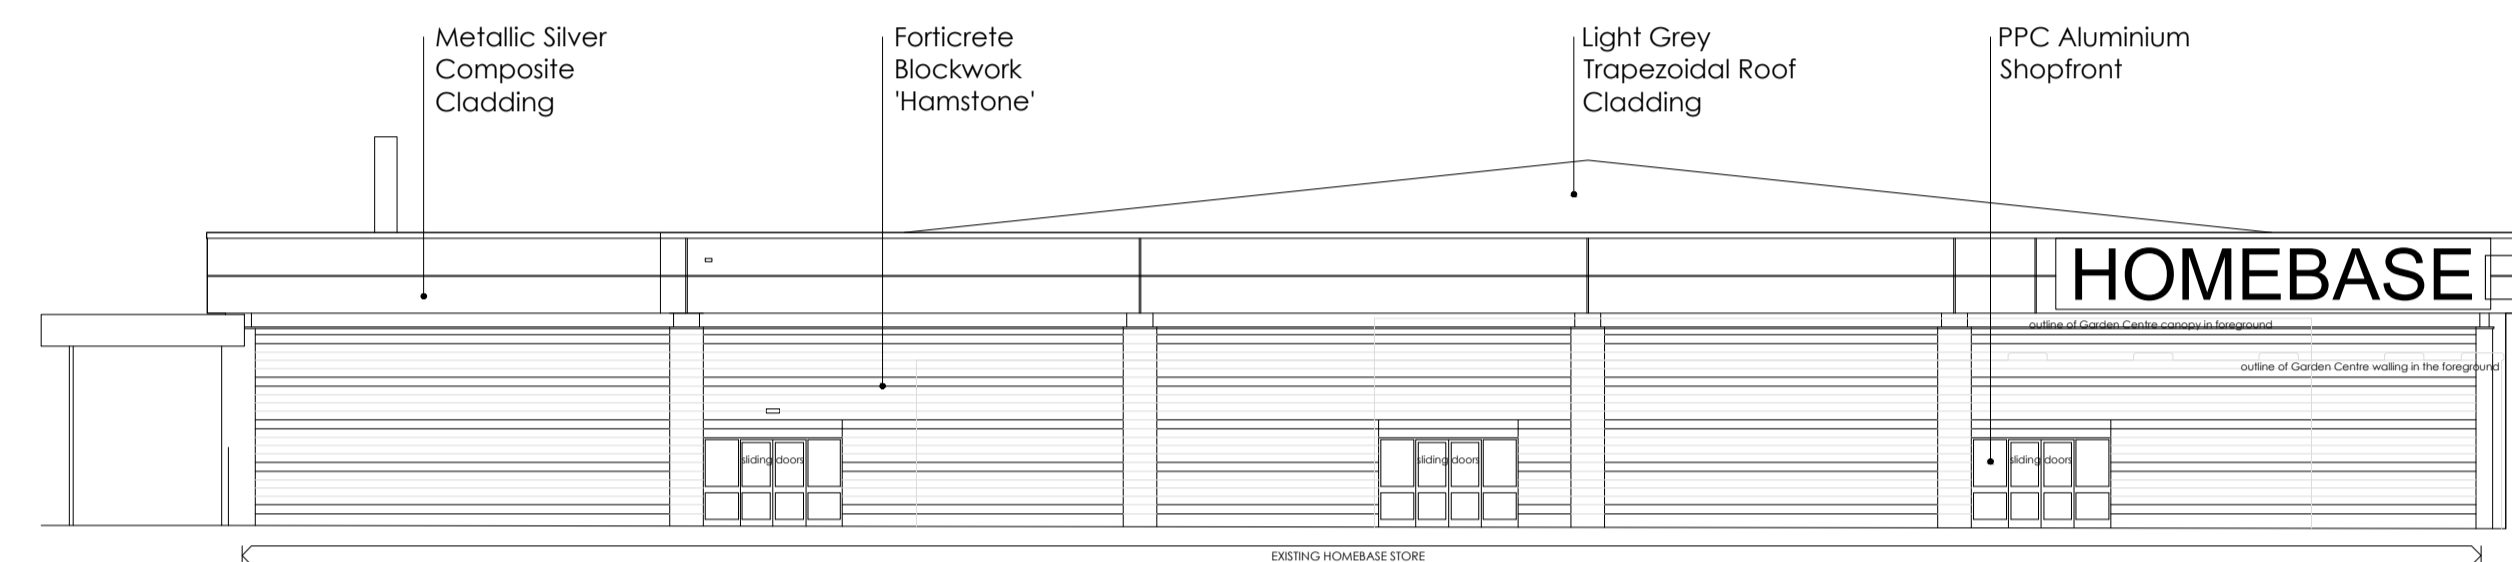 Metallic Silver
Composite
Cladding
Forticrete
Blockwork
'Hamstone'
Light Grey
Trapezoidal Roof
Cladding
PPC Aluminium
Shopfront
HOMEBASE
outline of Garden Centre canopy in foreground
outline of Garden Centre walling in the foreground
sliding doors
sliding doors
sliding doors
EXISTING HOMEBASE STORE